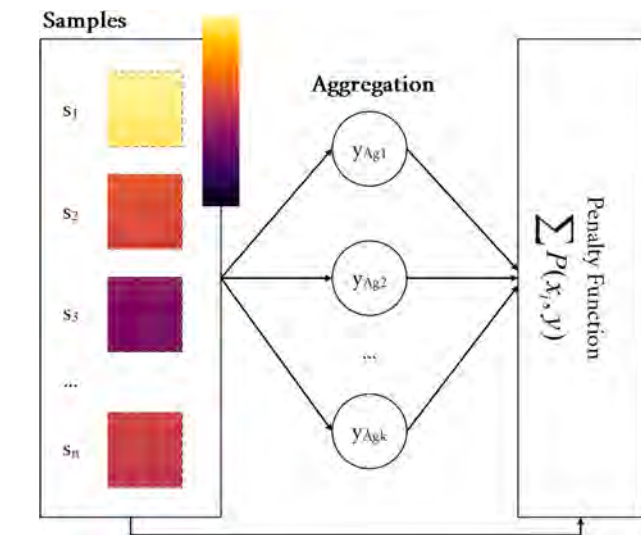 Samples
s1
s2
s3
...
sn
Aggregation
yAg1
yAg2
...
yAgk
Penalty Function
∑ P(xi, y)